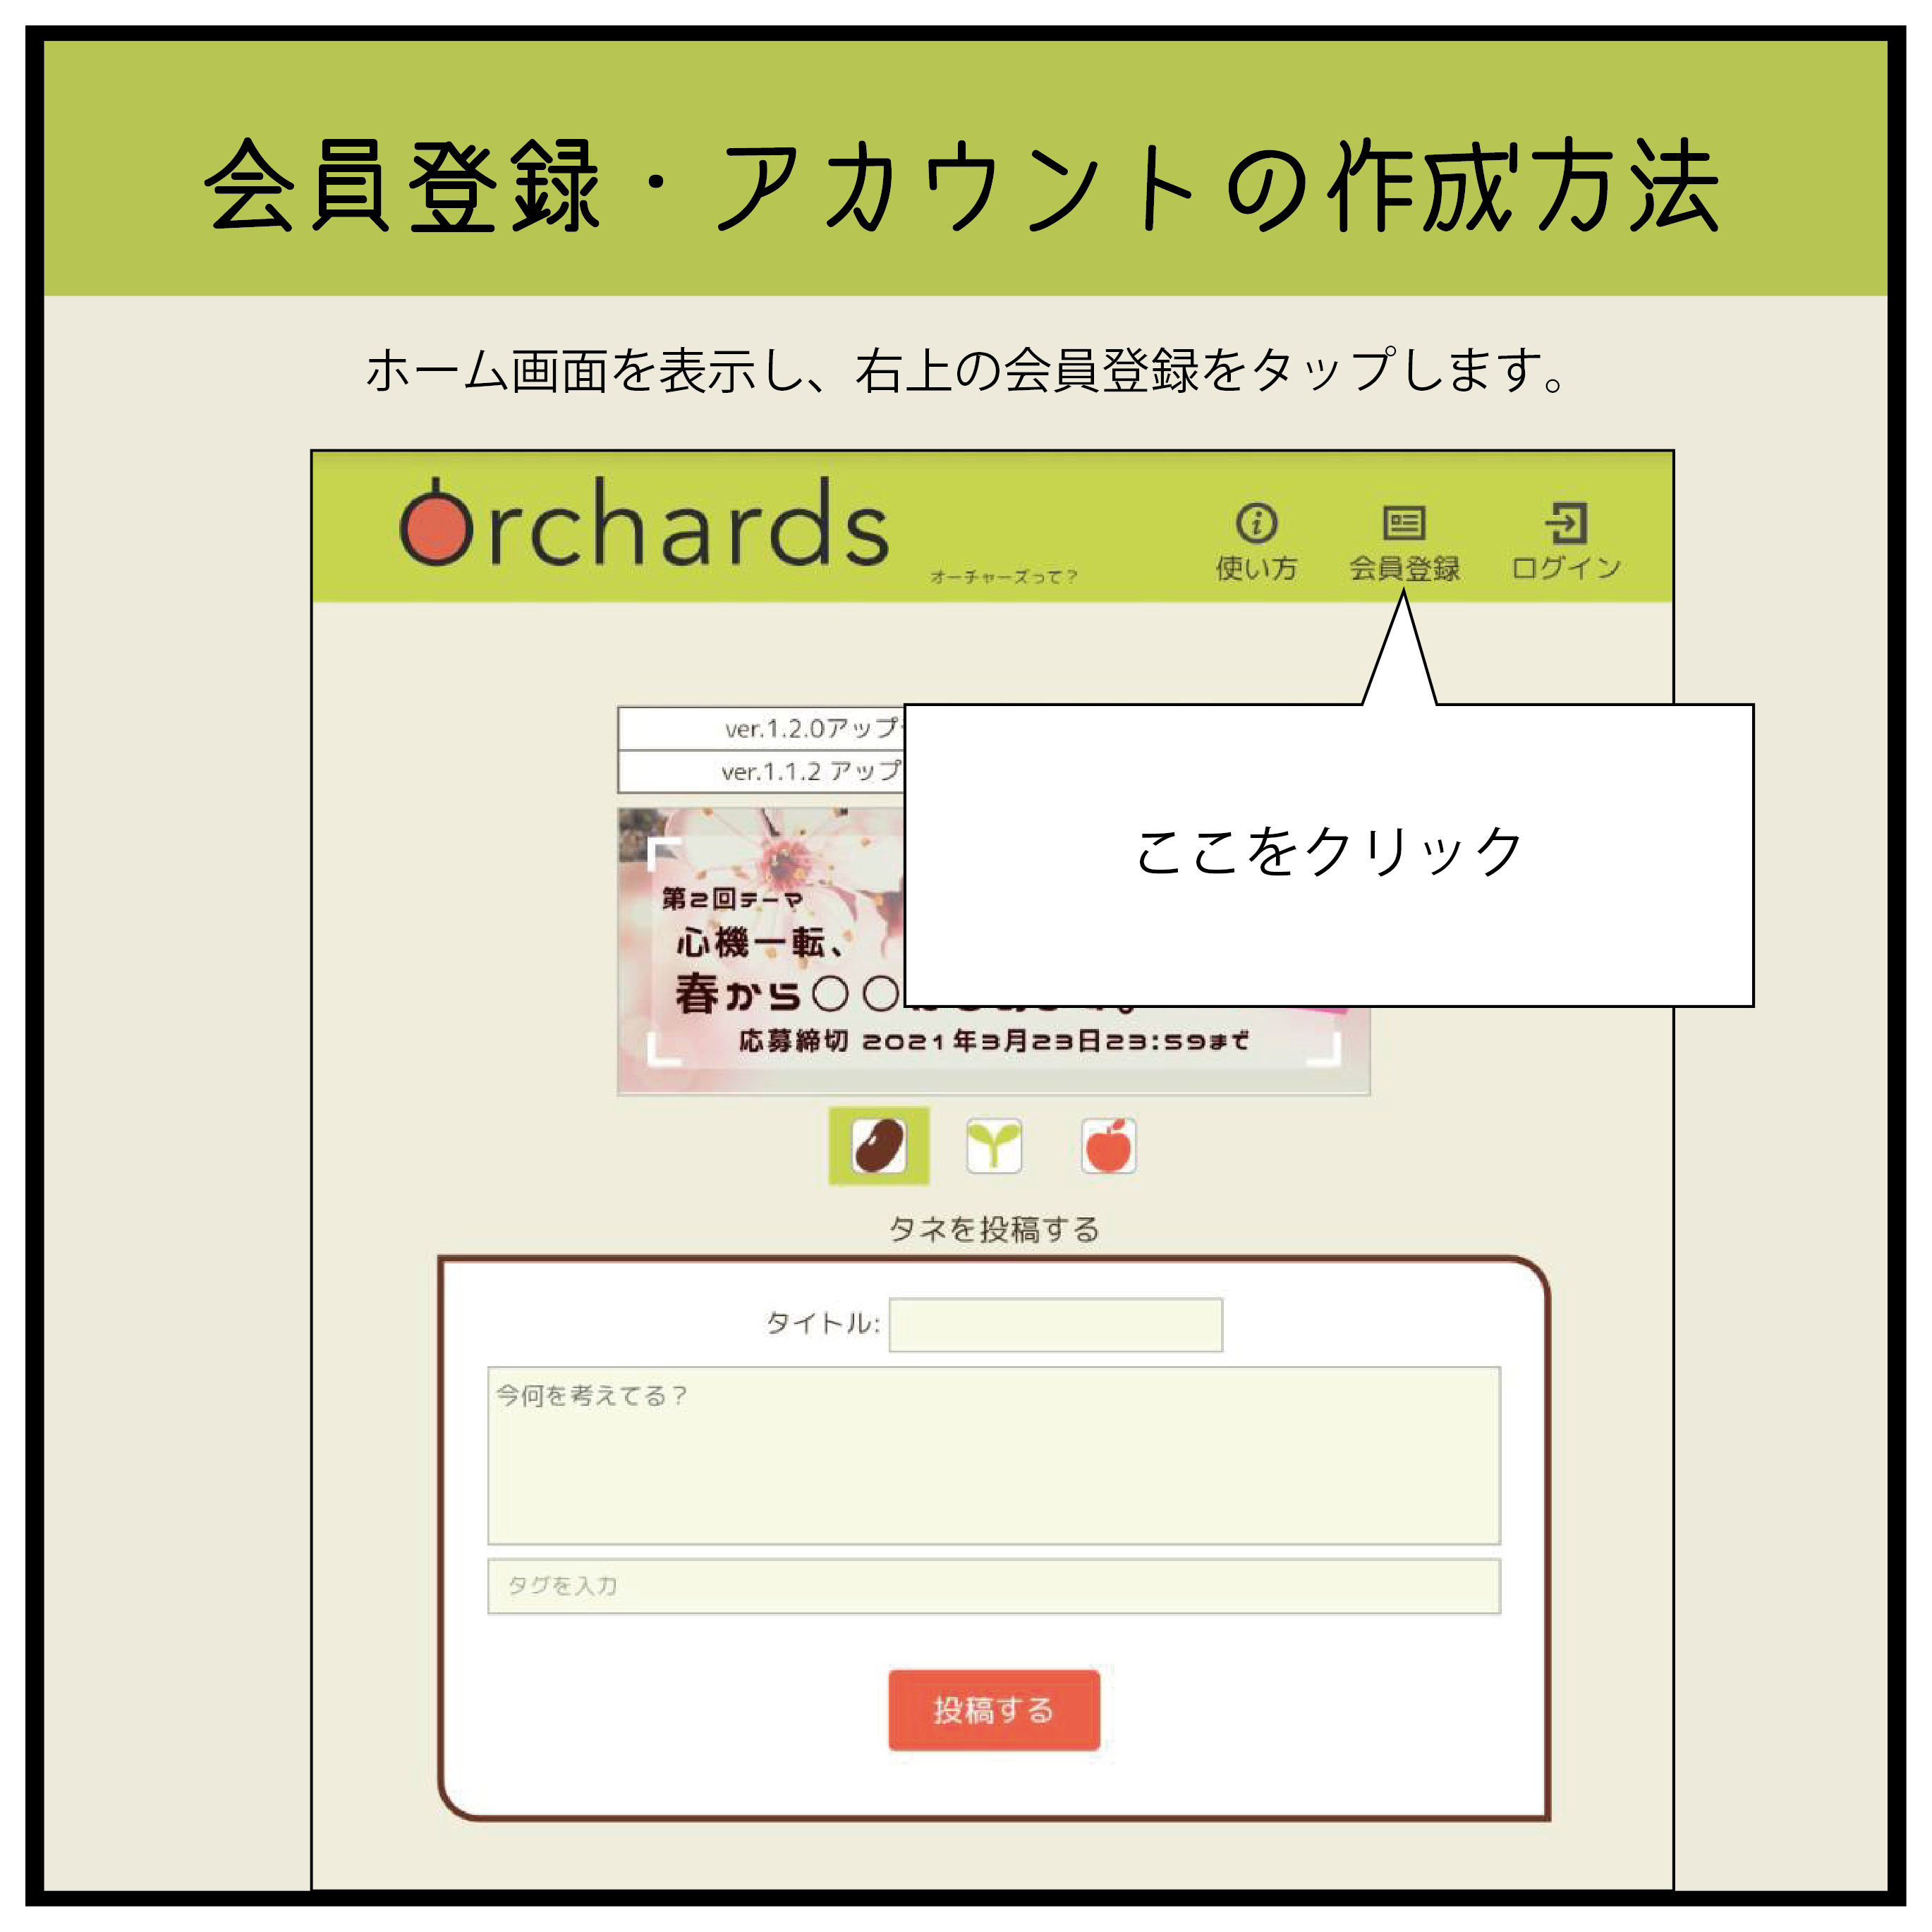 会員登録・アカウントの作成方法
ホーム画面を表示し、右上の会員登録をタップします。
Orchards
オーチャーズって？
使い方
会員登録
ログイン
ver.1.2.0アップ
ver.1.1.2 アップ
ここをクリック
第2回テーマ
心機一転、
春から○○
応募締切 2021年3月23日23:59まで
タネを投稿する
タイトル:
今何を考えてる？
タグを入力
投稿する